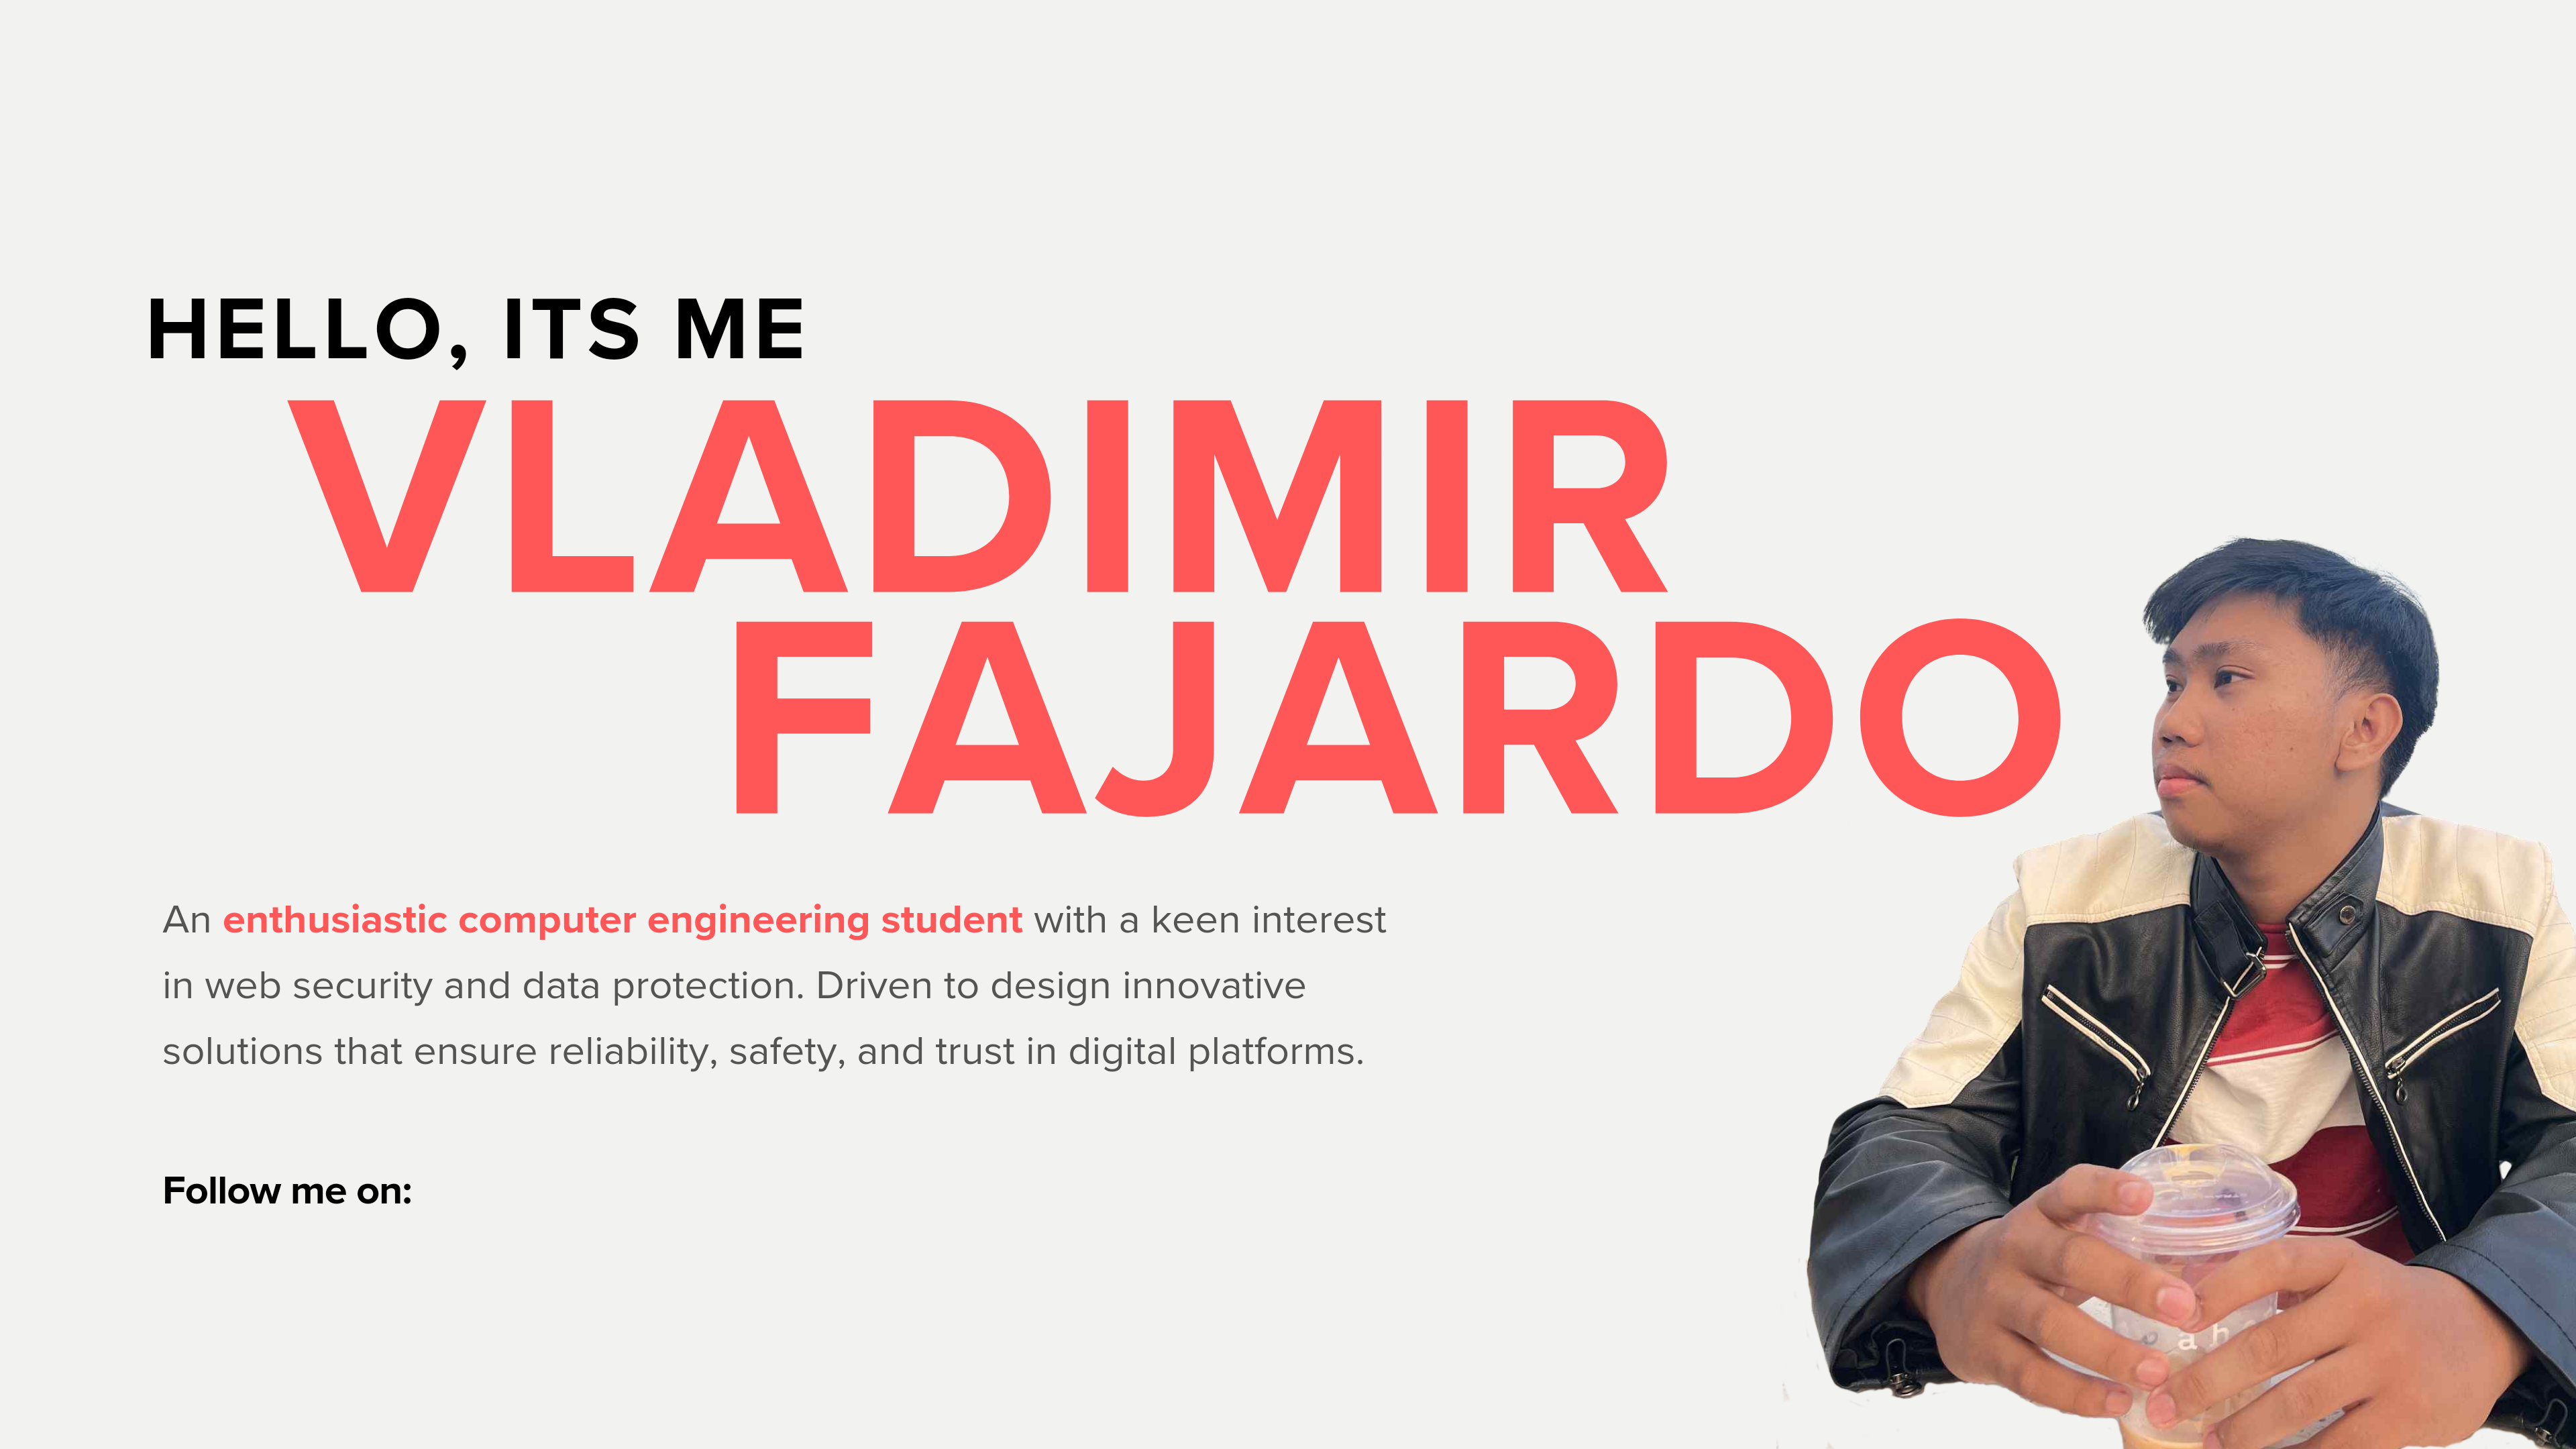 HELLO, ITS ME
VLADIMIR
FAJARDO
An enthusiastic computer engineering student with a keen interest
in web security and data protection. Driven to design innovative
solutions that ensure reliability, safety, and trust in digital platforms.
Follow me on: